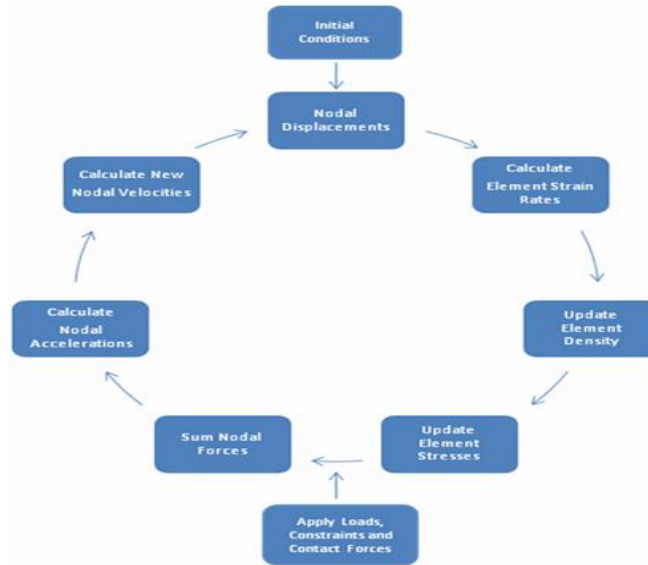 Initial
Conditions
Nodal
Displacements
Calculate
Element Strain
Rates
Update
Element
Density
Update
Element
Stresses
Apply Loads,
Constraints and
Contact Forces
Sum Nodal
Forces
Calculate
Nodal
Accelerations
Calculate New
Nodal Velocities